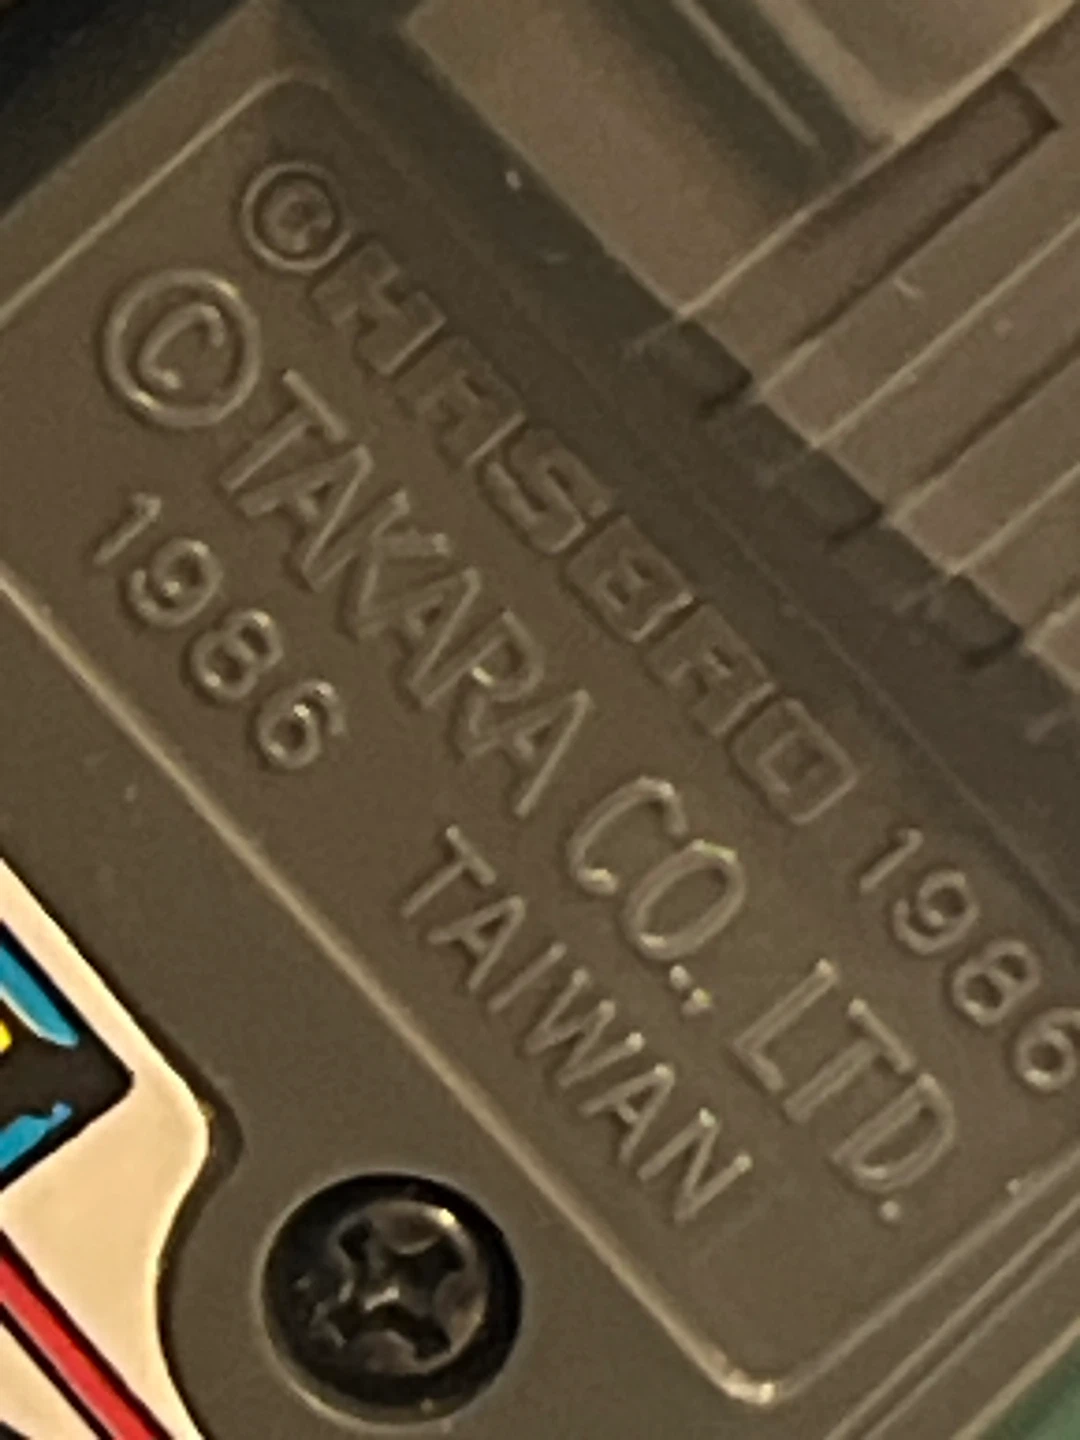 © HASBRO 1986
© TAKARA CO., LTD.
1986 TAIWAN